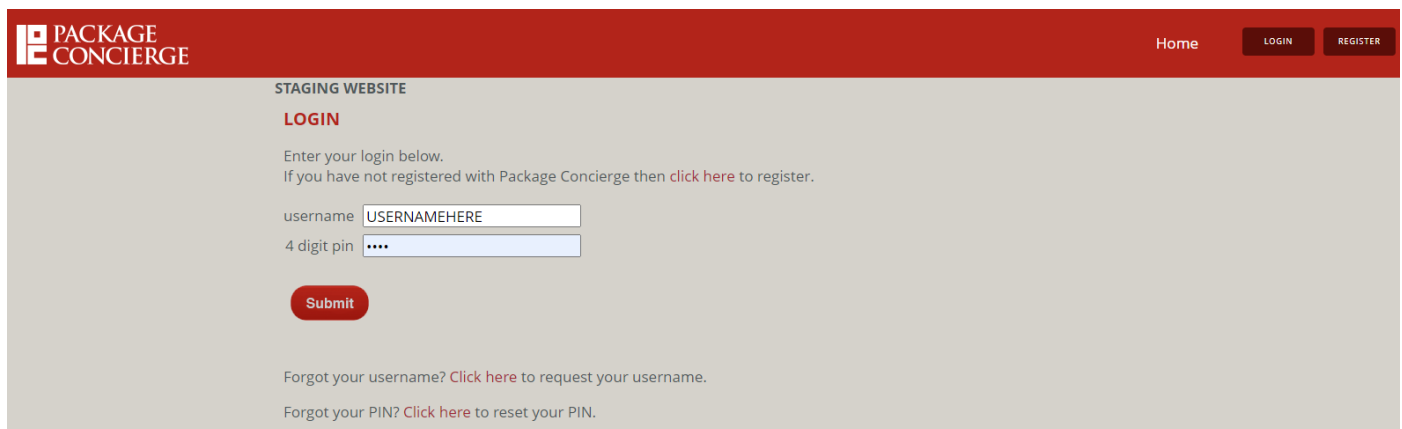 PACKAGE
CONCIERGE
Home
LOGIN
REGISTER
STAGING WEBSITE
LOGIN
Enter your login below.
If you have not registered with Package Concierge then click here to register.
username USERNAMEHERE
4 digit pin ••••
Submit
Forgot your username? Click here to request your username.
Forgot your PIN? Click here to reset your PIN.